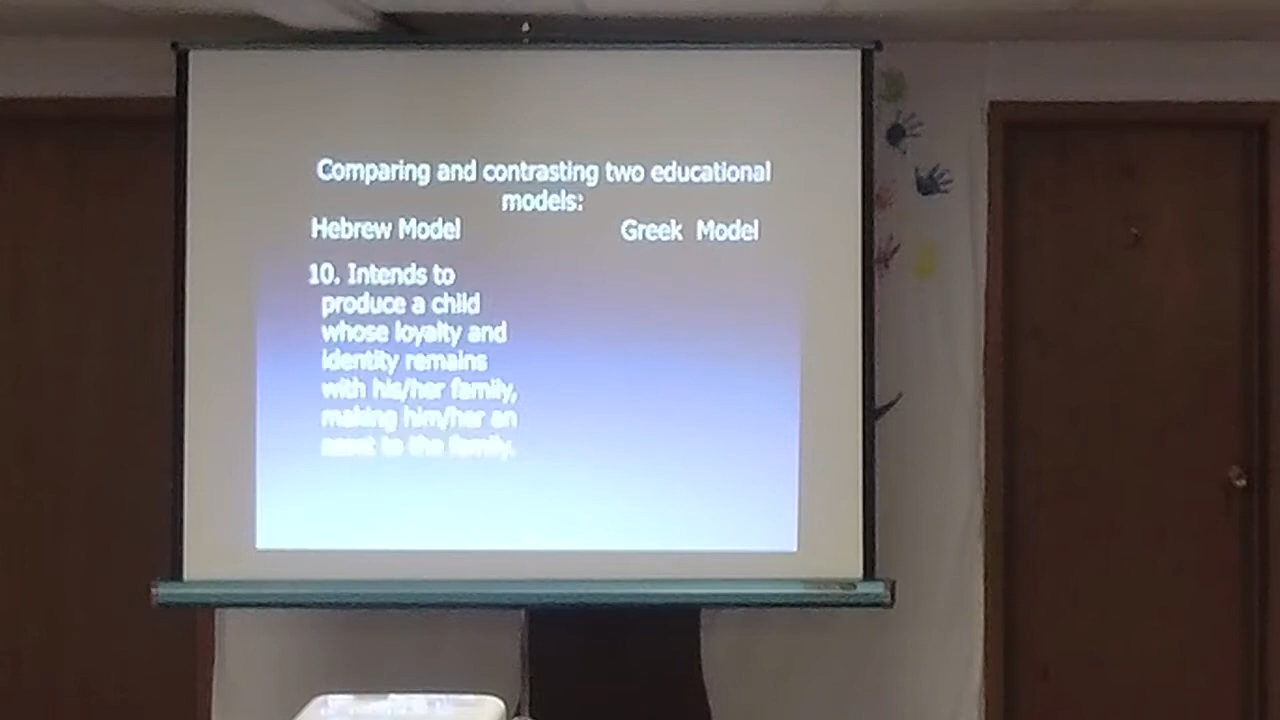 Comparing and contrasting two educational
models:
Hebrew Model Greek Model
10. Intends to
produce a child
whose loyalty and
identity remains
with his/her family,
making him/her an
asset to the family.